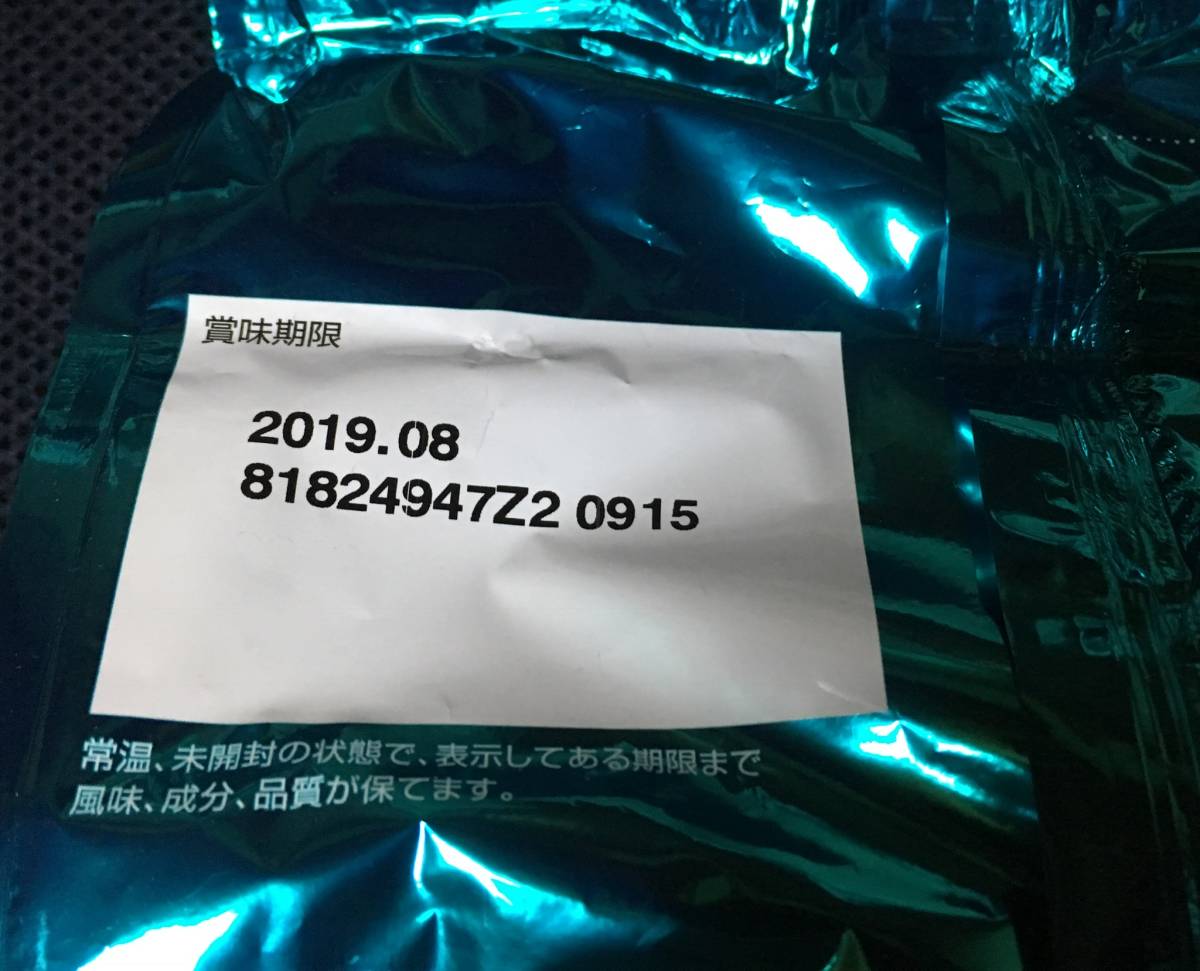 賞味期限
2019.08
81824947Z2 0915
常温、未開封の状態で、表示してある期限まで
風味、成分、品質が保てます。